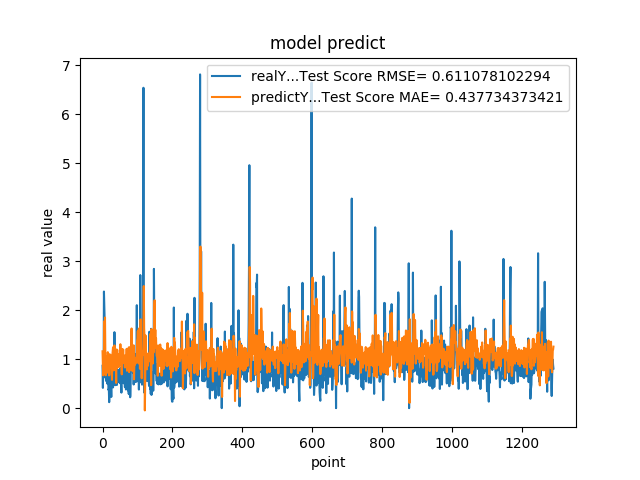 model predict
realY...Test Score RMSE= 0.611078102294
predictY...Test Score MAE= 0.437734373421
7
6
5
4
3
2
1
0
real value
0 200 400 600 800 1000 1200
point